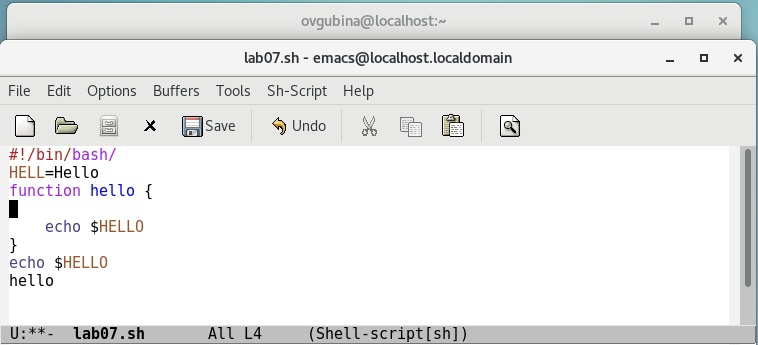 ovgubina@localhost:~
lab07.sh - emacs@localhost.localdomain
File Edit Options Buffers Tools Sh-Script Help
Save Undo
#!/bin/bash/
HELL=Hello
function hello {
    echo $HELLO
}
echo $HELLO
hello
U:**-  lab07.sh       All L4     (Shell-script[sh])